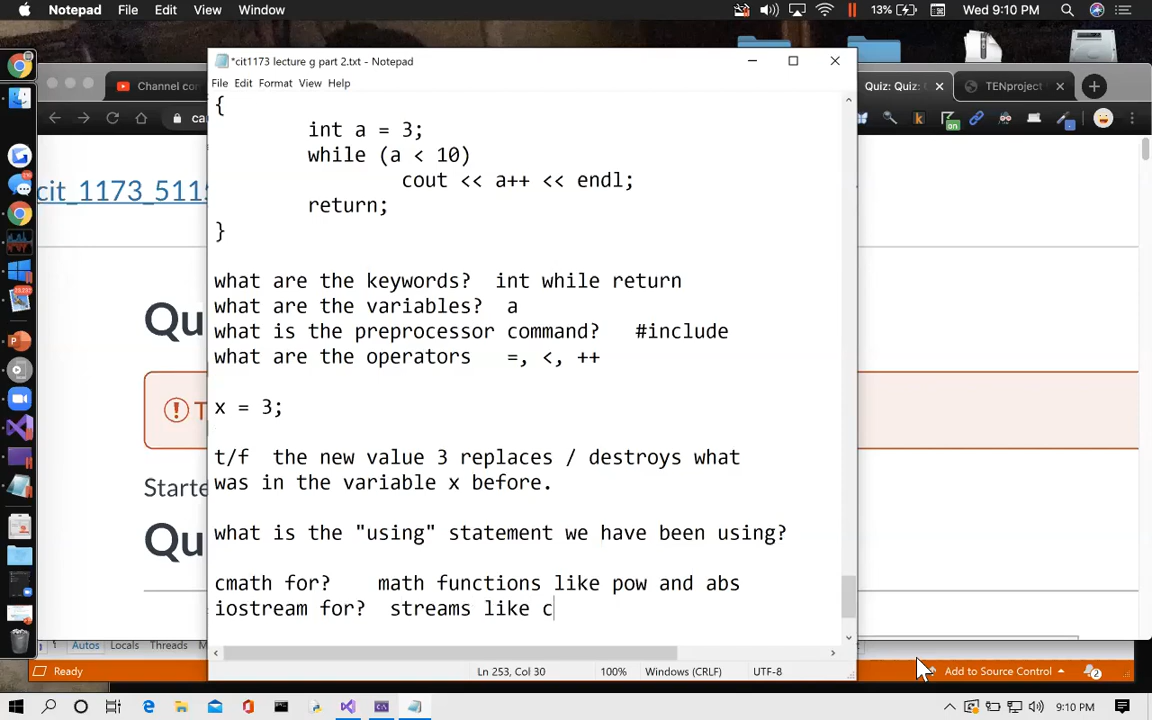 Notepad File Edit View Window 13% Wed 9:10 PM
*cit1173 lecture g part 2.txt - Notepad
File Edit Format View Help
Channel cor
Quiz: Quiz:
TENproject
ca
on
cit_1173_511
{
int a = 3;
while (a < 10)
cout << a++ << endl;
return;
}
what are the keywords? int while return
what are the variables? a
what is the preprocessor command? #include
what are the operators =, <, ++
x = 3;
t/f the new value 3 replaces / destroys what
was in the variable x before.
what is the "using" statement we have been using?
cmath for? math functions like pow and abs
iostream for? streams like c
Qu
T
Starte
Qu
Autos Locals Threads
Ln 253, Col 30 100% Windows (CRLF) UTF-8
Ready
Add to Source Control 2
9:10 PM